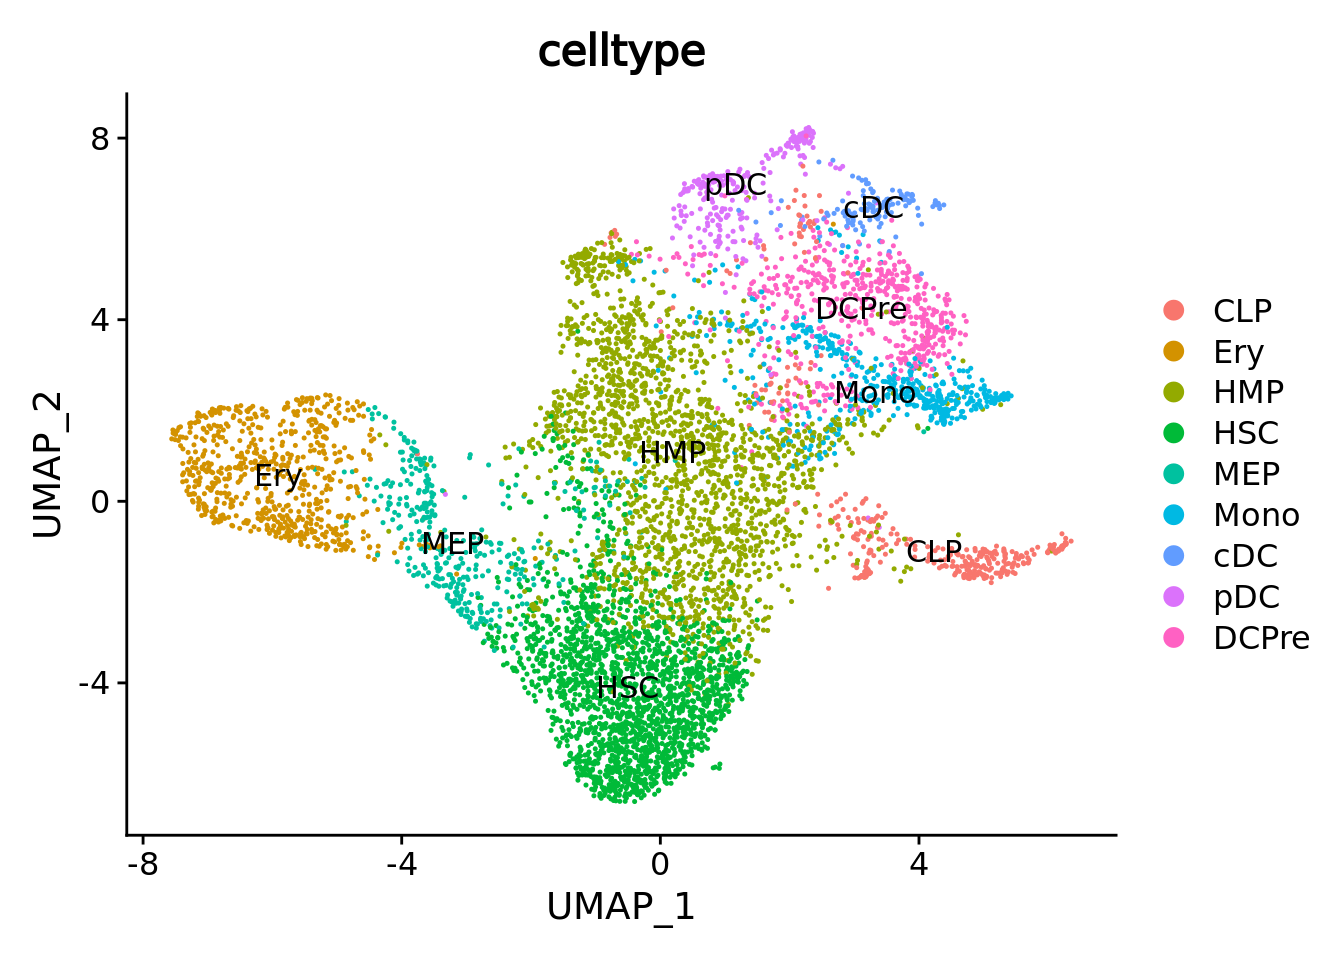 celltype
UMAP_2
8
4
0
-4
pDC
cDC
DCPre
Mono
HMP
Ery
MEP
CLP
HSC
CLP
Ery
HMP
HSC
MEP
Mono
cDC
pDC
DCPre
-8
-4
0
4
UMAP_1